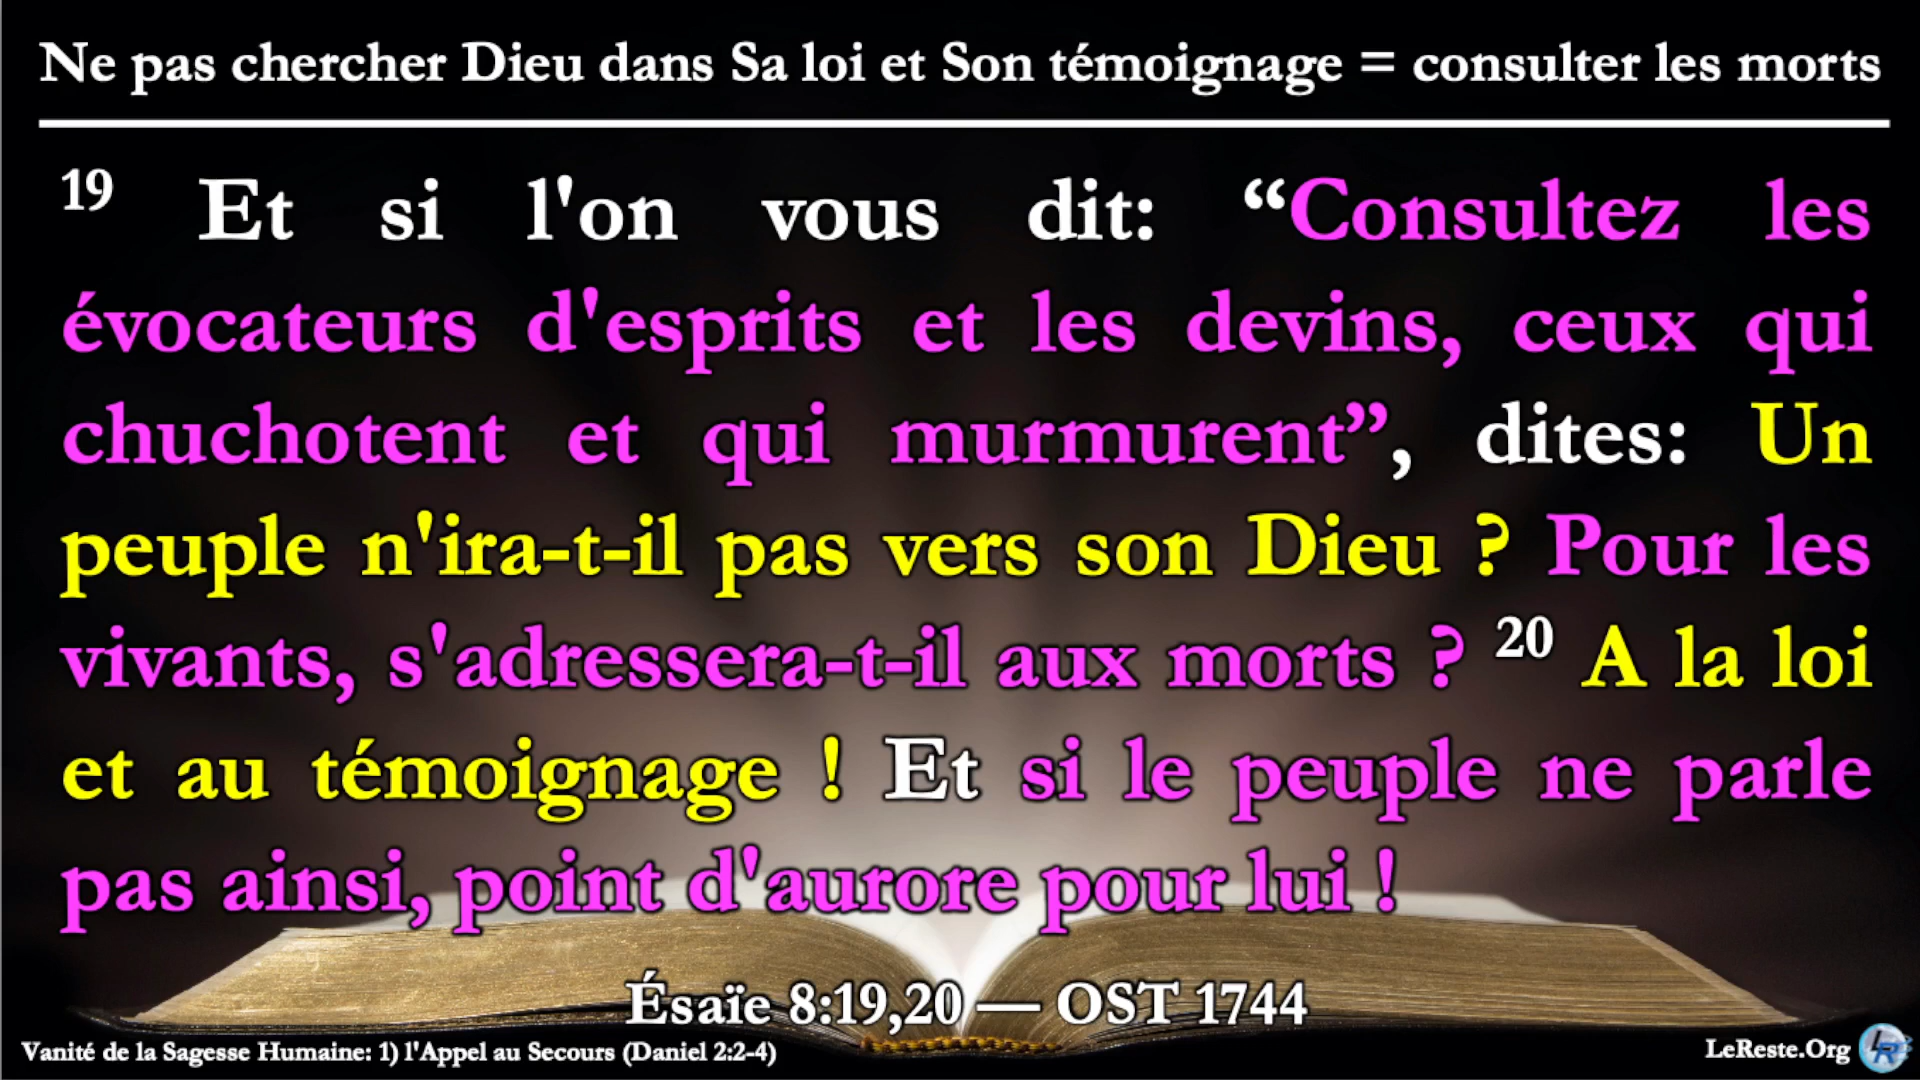 Ne pas chercher Dieu dans Sa loi et Son témoignage = consulter les morts
19 Et si l'on vous dit: “Consultez les
évocateurs d'esprits et les devins, ceux qui
chuchotent et qui murmurent”, dites: Un
peuple n'ira-t-il pas vers son Dieu ? Pour les
vivants, s'adressera-t-il aux morts ? 20 A la loi
et au témoignage ! Et si le peuple ne parle
pas ainsi, point d'aurore pour lui !
Ésaïe 8:19,20 — OST 1744
Vanité de la Sagesse Humaine: 1) l'Appel au Secours (Daniel 2:2-4)
LeReste.Org
LR